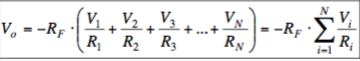 V_o = -R_F · ( V_1/R_1 + V_2/R_2 + V_3/R_3 + ... + V_N/R_N ) = -R_F · ∑_{i=1}^{N} V_i/R_i